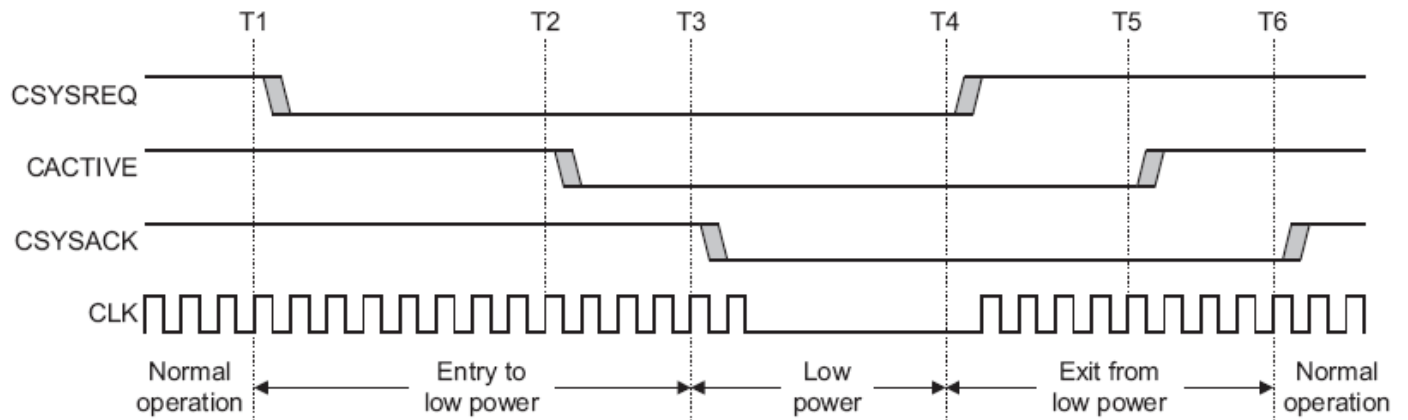 T1 T2 T3 T4 T5 T6
CSYSREQ
CACTIVE
CSYSACK
CLK
Normal Entry to Low Exit from Normal
operation low power power low power operation